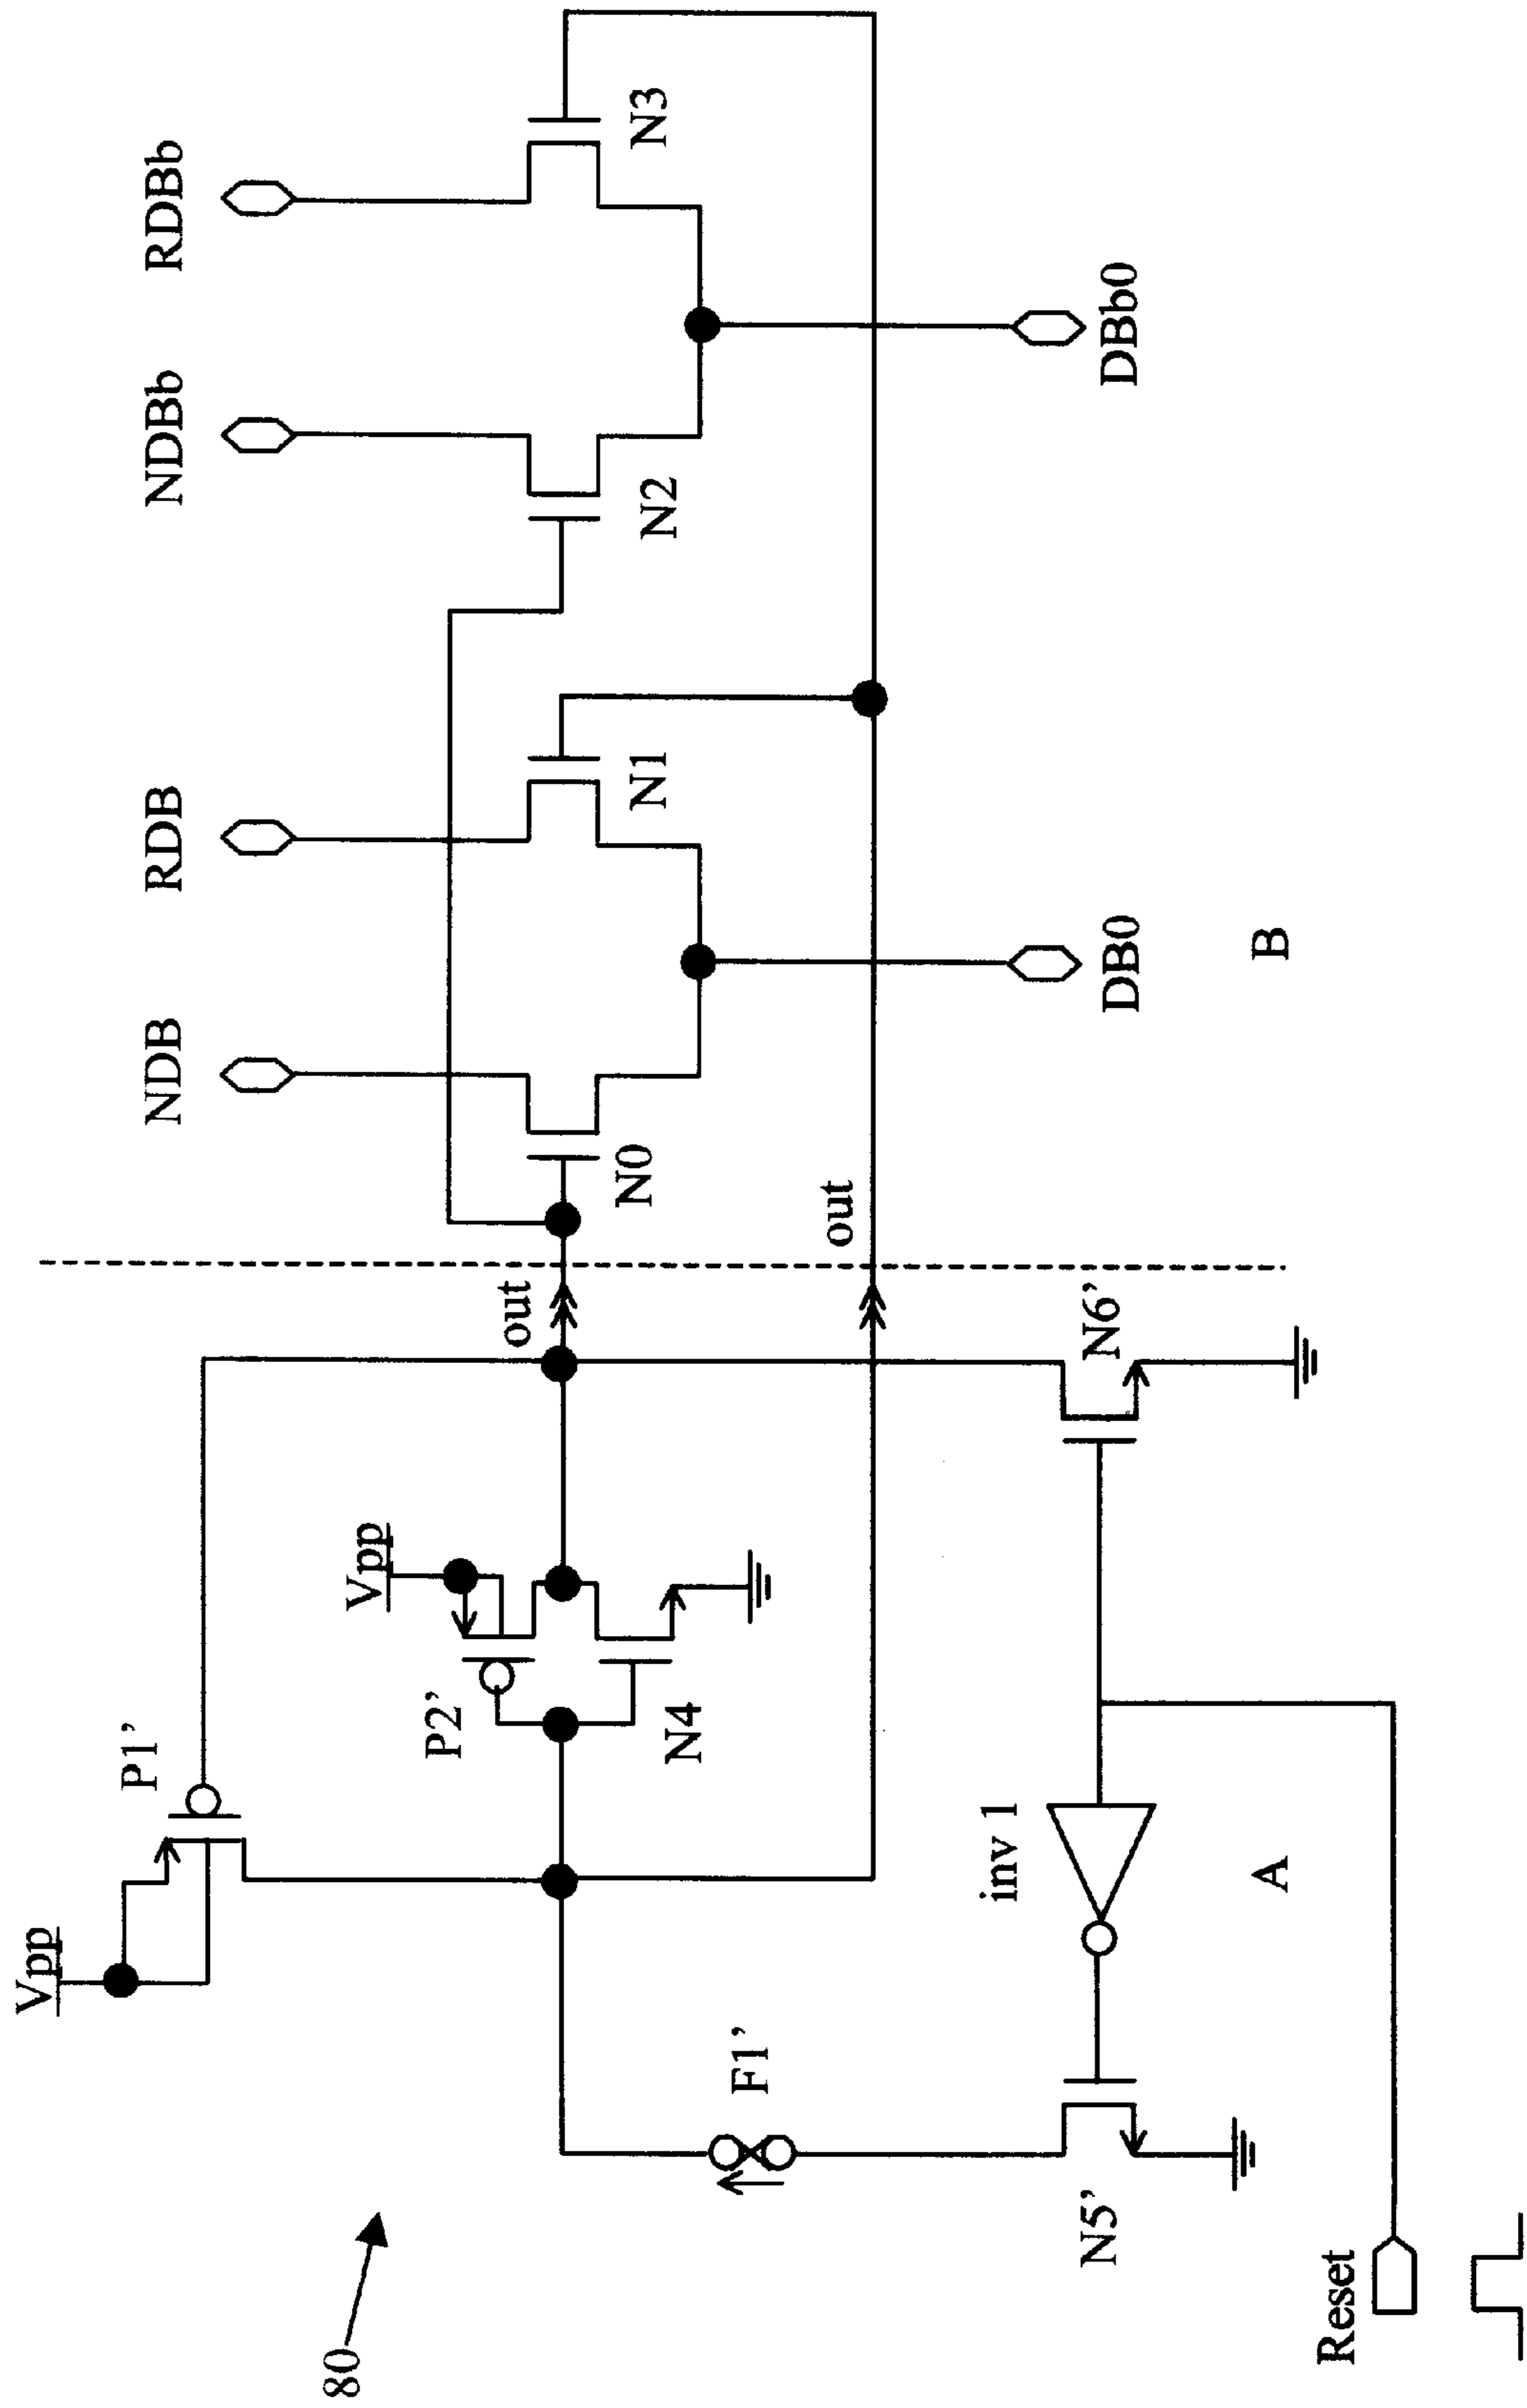 80
Vpp
P1’
Vpp
P2’
N4
F1’
N5’
inv 1
N6’
Reset
A
out
out
NDB
RDB
NDBb
RDBb
N0
N1
N2
N3
DB0
DBb0
B